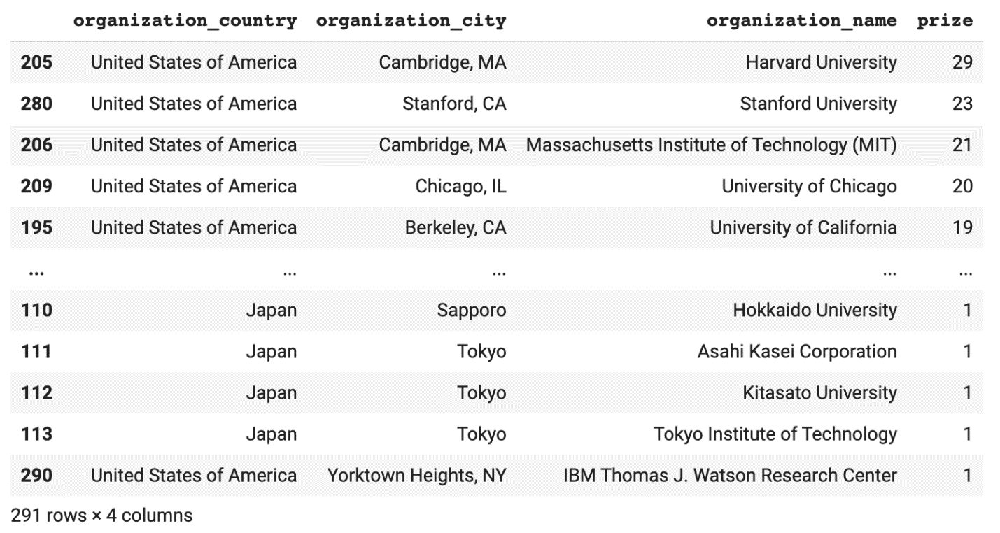 organization_country organization_city organization_name prize
205 United States of America Cambridge, MA Harvard University 29
280 United States of America Stanford, CA Stanford University 23
206 United States of America Cambridge, MA Massachusetts Institute of Technology (MIT) 21
209 United States of America Chicago, IL University of Chicago 20
195 United States of America Berkeley, CA University of California 19
... ... ... ... ...
110 Japan Sapporo Hokkaido University 1
111 Japan Tokyo Asahi Kasei Corporation 1
112 Japan Tokyo Kitasato University 1
113 Japan Tokyo Tokyo Institute of Technology 1
290 United States of America Yorktown Heights, NY IBM Thomas J. Watson Research Center 1
291 rows × 4 columns